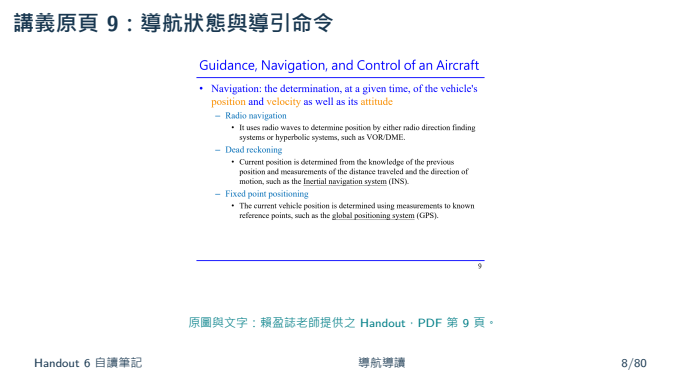 講義原頁 9：導航狀態與導引命令
Guidance, Navigation, and Control of an Aircraft
• Navigation: the determination, at a given time, of the vehicle's
position and velocity as well as its attitude
– Radio navigation
• It uses radio waves to determine position by either radio direction finding
systems or hyperbolic systems, such as VOR/DME.
– Dead reckoning
• Current position is determined from the knowledge of the previous
position and measurements of the distance traveled and the direction of
motion, such as the Inertial navigation system (INS).
– Fixed point positioning
• The current vehicle position is determined using measurements to known
reference points, such as the global positioning system (GPS).
9
原圖與文字：賴盈誌老師提供之 Handout，PDF 第 9 頁。
Handout 6 自讀筆記
導航導讀
8/80